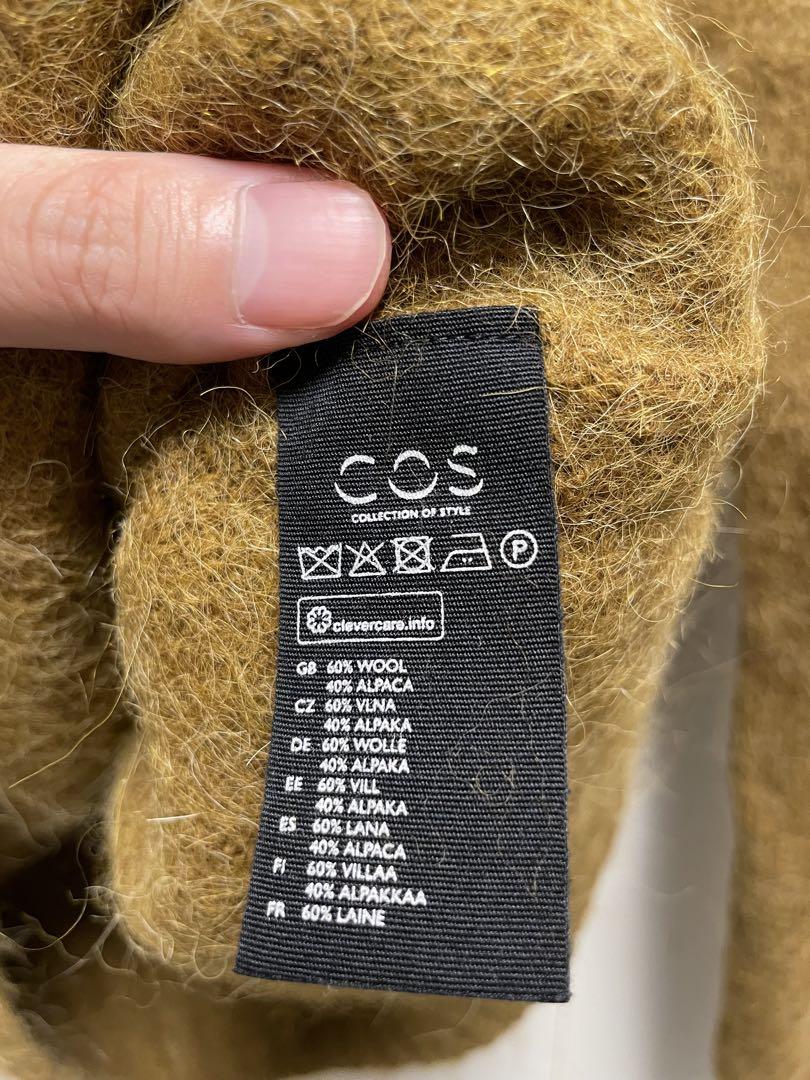 COS
COLLECTION OF STYLE
P
clevercare.info
GB 60% WOOL
40% ALPACA
CZ 60% VLNA
40% ALPAKA
DE 60% WOLLE
40% ALPAKA
EE 60% VILL
40% ALPAKA
ES 60% LANA
40% ALPACA
FI 60% VILLAA
40% ALPAKKAA
FR 60% LAINE